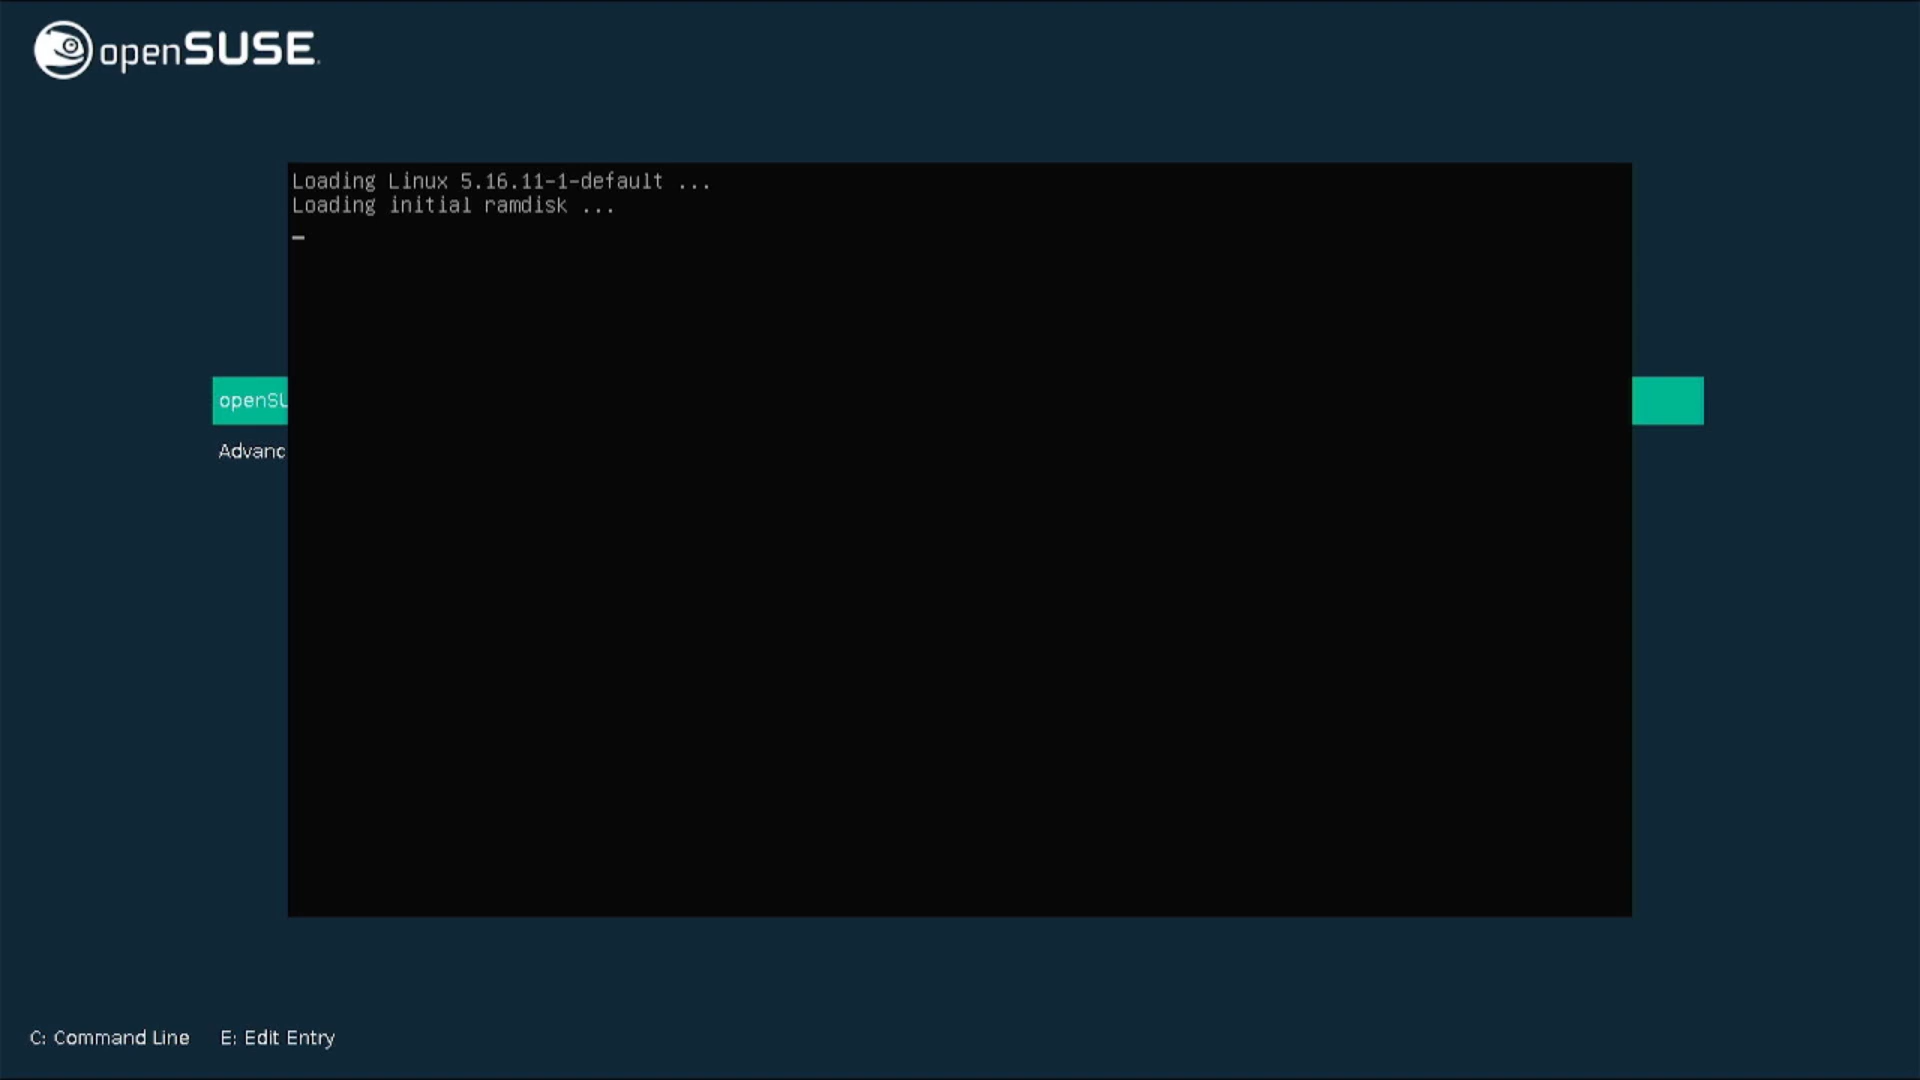 openSUSE
Loading Linux 5.16.11-1-default ...
Loading initial ramdisk ...
openSU
Advanc
C: Command Line E: Edit Entry